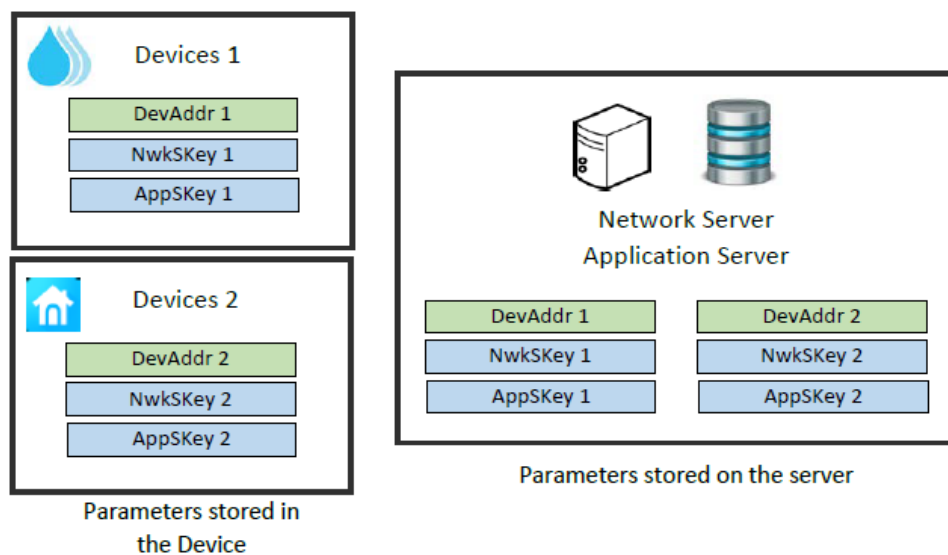 Devices 1
DevAddr 1
NwkSKey 1
AppSKey 1
Devices 2
DevAddr 2
NwkSKey 2
AppSKey 2
Parameters stored in
the Device
Network Server
Application Server
DevAddr 1
NwkSKey 1
AppSKey 1
DevAddr 2
NwkSKey 2
AppSKey 2
Parameters stored on the server